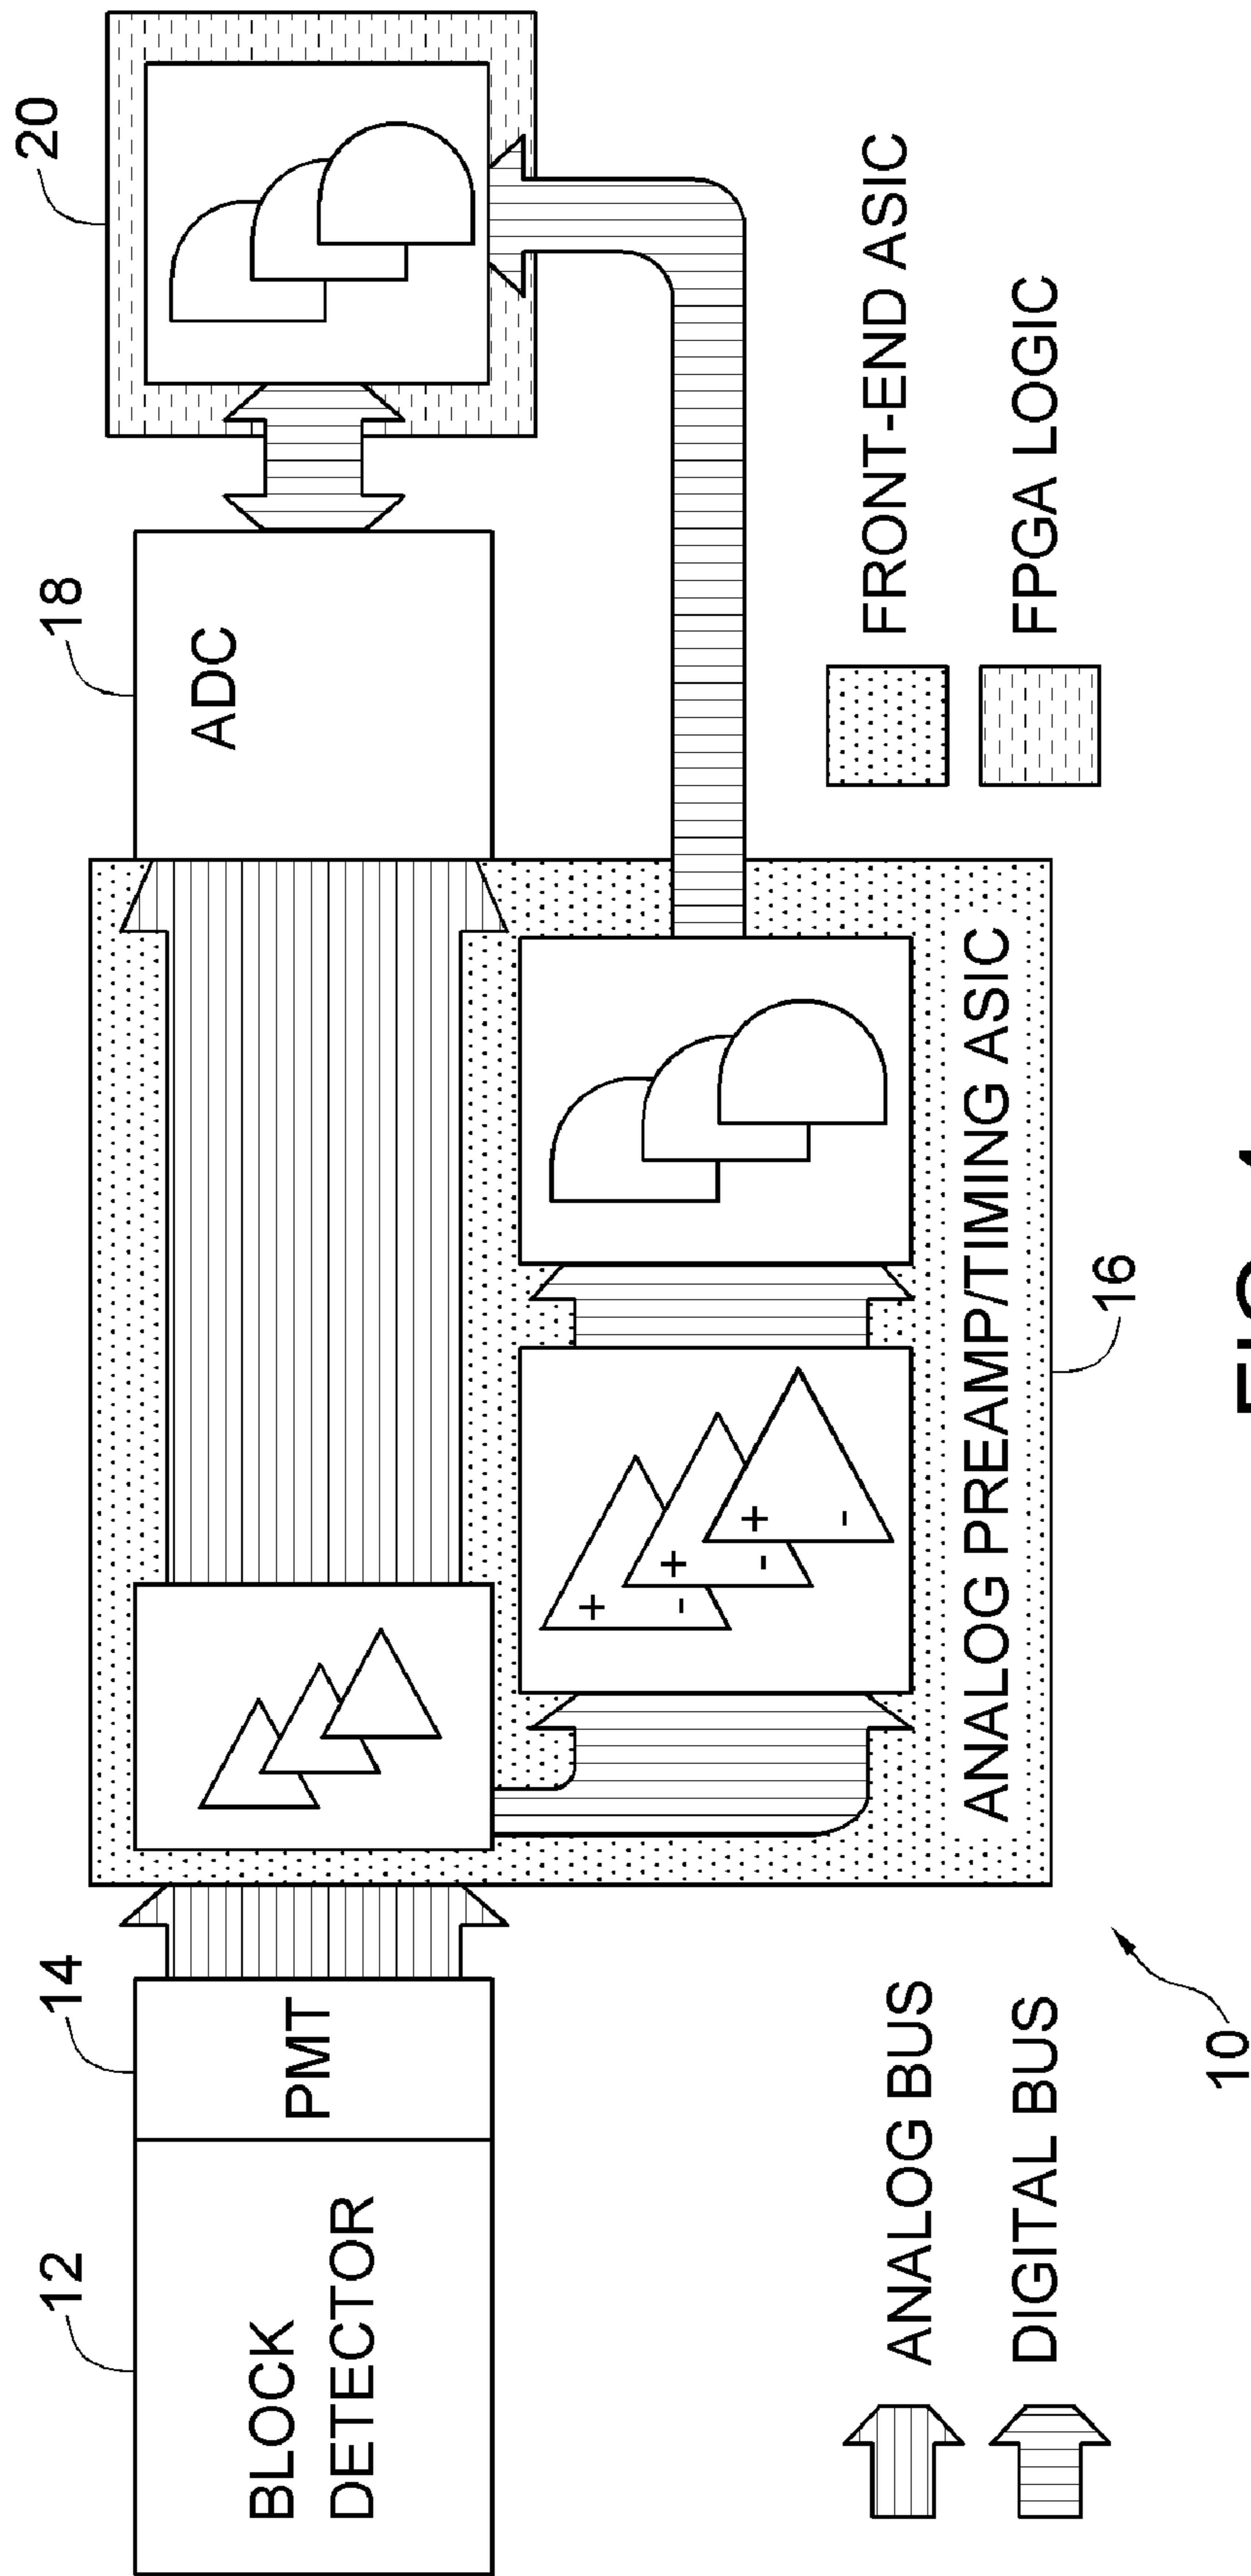 12
14
18
20
BLOCK
DETECTOR
PMT
ADC
+
-
+
-
+
-
ANALOG PREAMP/TIMING ASIC
16
ANALOG BUS
DIGITAL BUS
FRONT-END ASIC
FPGA LOGIC
10